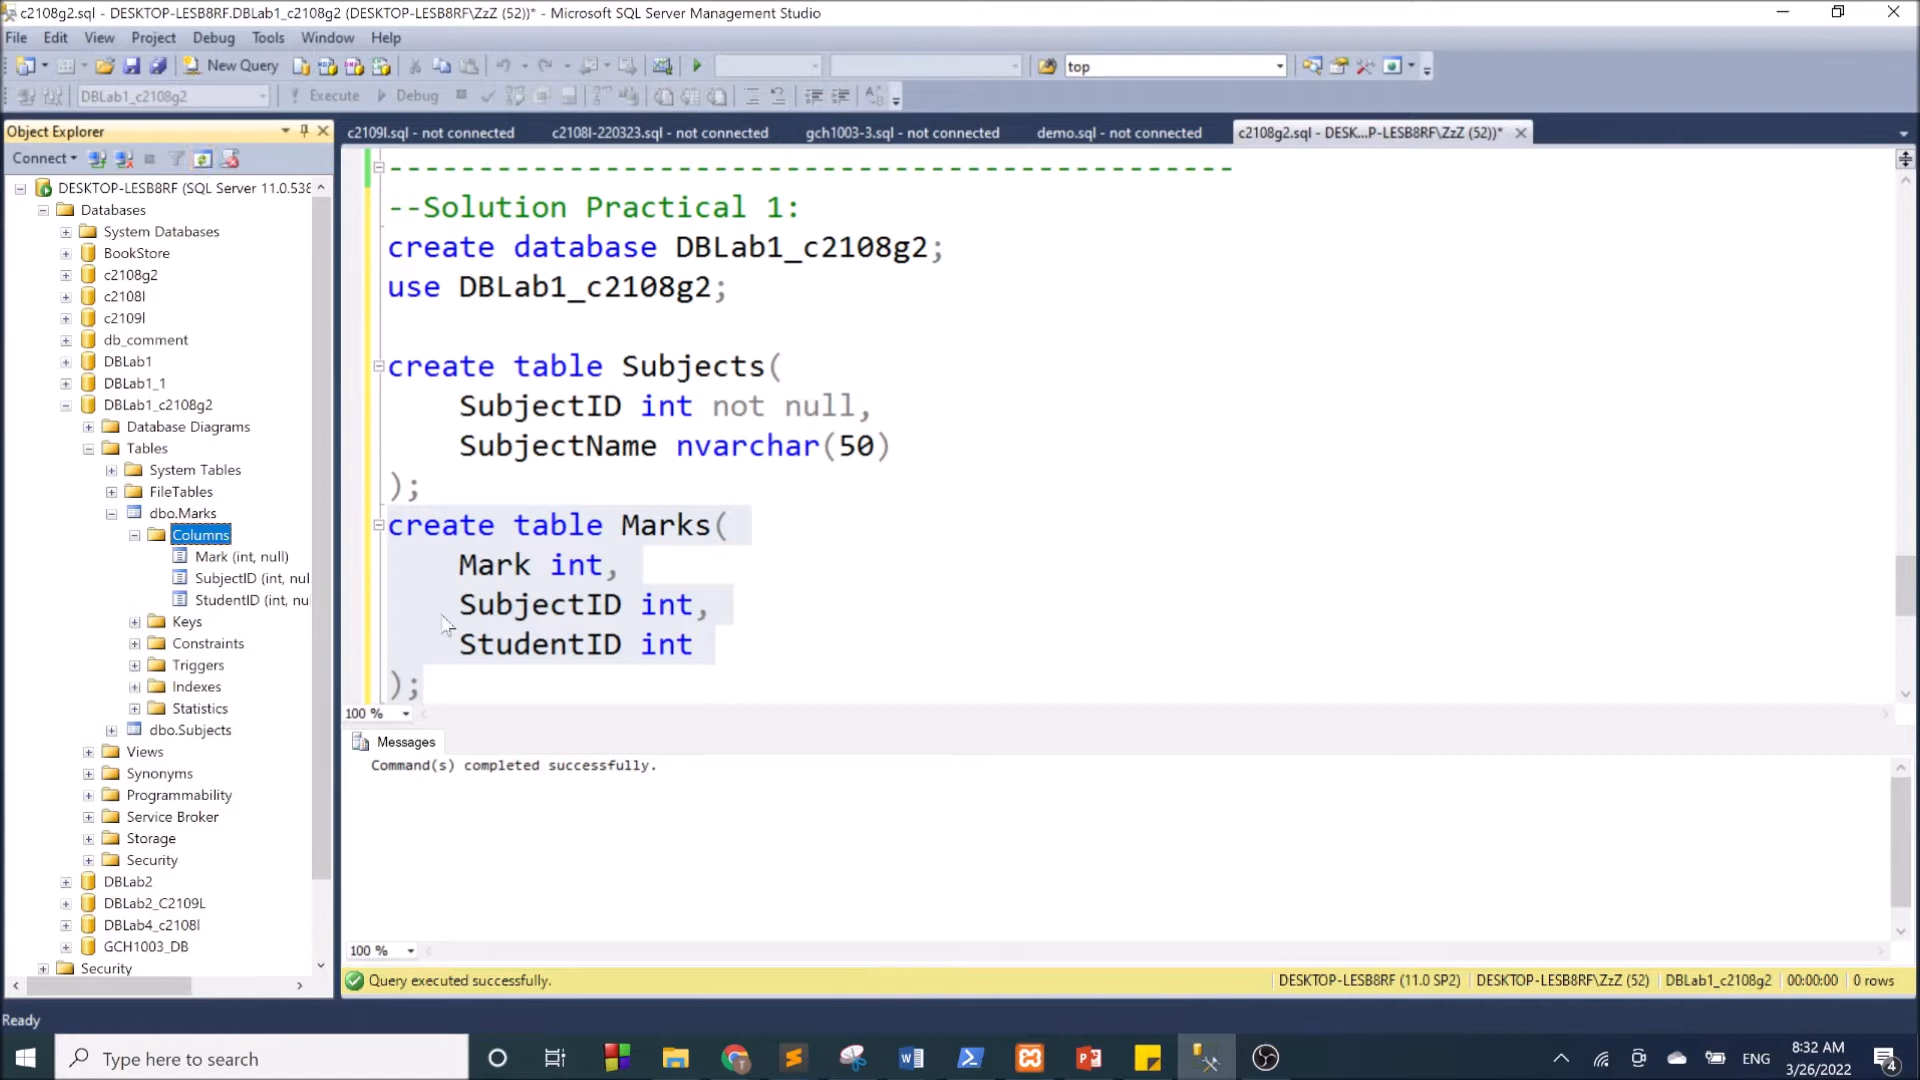 c2108g2.sql - DESKTOP-LESB8RF.DBLab1_c2108g2 (DESKTOP-LESB8RF\ZzZ (52))* - Microsoft SQL Server Management Studio
File Edit View Project Debug Tools Window Help
New Query top
DBLab1_c2108g2 Execute Debug
Object Explorer
c2109l.sql - not connected c2108l-220323.sql - not connected gch1003-3.sql - not connected demo.sql - not connected c2108g2.sql - DESK...P-LESB8RF\ZzZ (52))*
Connect
DESKTOP-LESB8RF (SQL Server 11.0.538
Databases
System Databases
BookStore
c2108g2
c2108l
c2109l
db_comment
DBLab1
DBLab1_1
DBLab1_c2108g2
Database Diagrams
Tables
System Tables
FileTables
dbo.Marks
Columns
Mark (int, null)
SubjectID (int, nul
StudentID (int, nu
Keys
Constraints
Triggers
Indexes
Statistics
dbo.Subjects
Views
Synonyms
Programmability
Service Broker
Storage
Security
DBLab2
DBLab2_C2109L
DBLab4_c2108l
GCH1003_DB
Security
--------------------------------------------
--Solution Practical 1:
create database DBLab1_c2108g2;
use DBLab1_c2108g2;
create table Subjects(
SubjectID int not null,
SubjectName nvarchar(50)
);
create table Marks(
Mark int,
SubjectID int,
StudentID int
);
100 %
Messages
Command(s) completed successfully.
100 %
Query executed successfully. DESKTOP-LESB8RF (11.0 SP2) DESKTOP-LESB8RF\ZzZ (52) DBLab1_c2108g2 00:00:00 0 rows
Ready
Type here to search
ENG
8:32 AM
3/26/2022
4